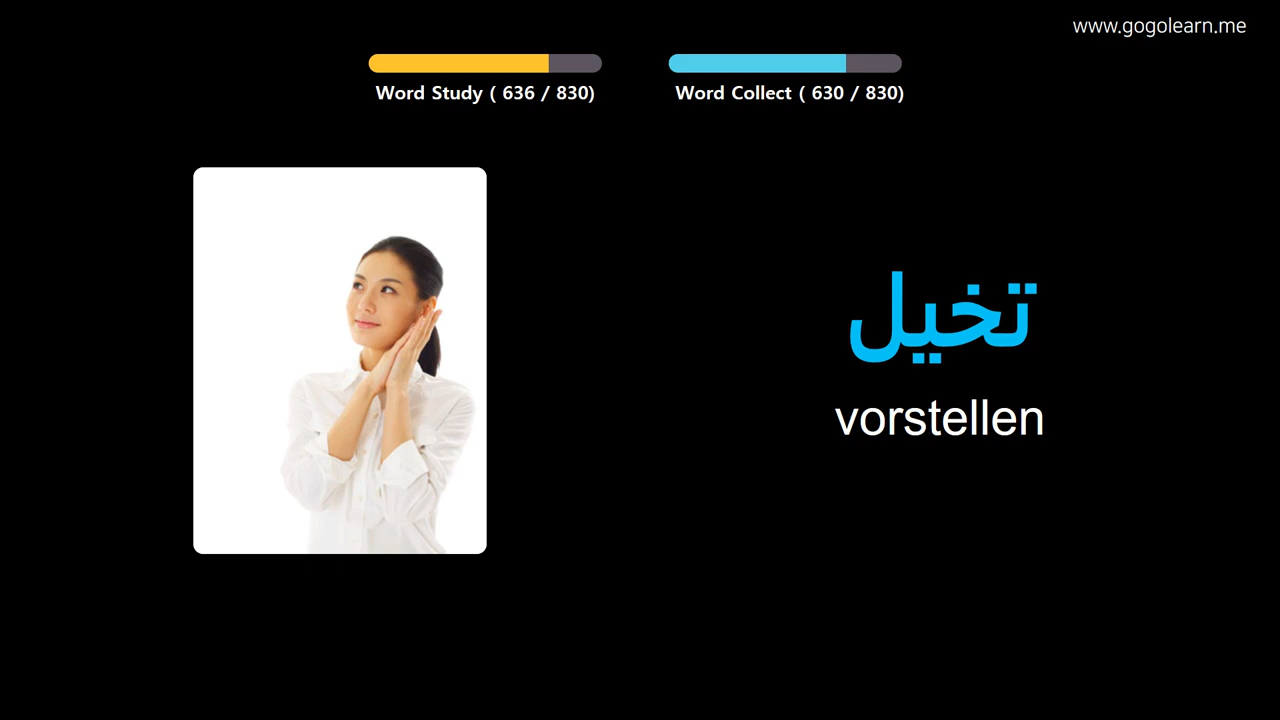 www.gogolearn.me
Word Study ( 636 / 830)
Word Collect ( 630 / 830)
تخيل
vorstellen